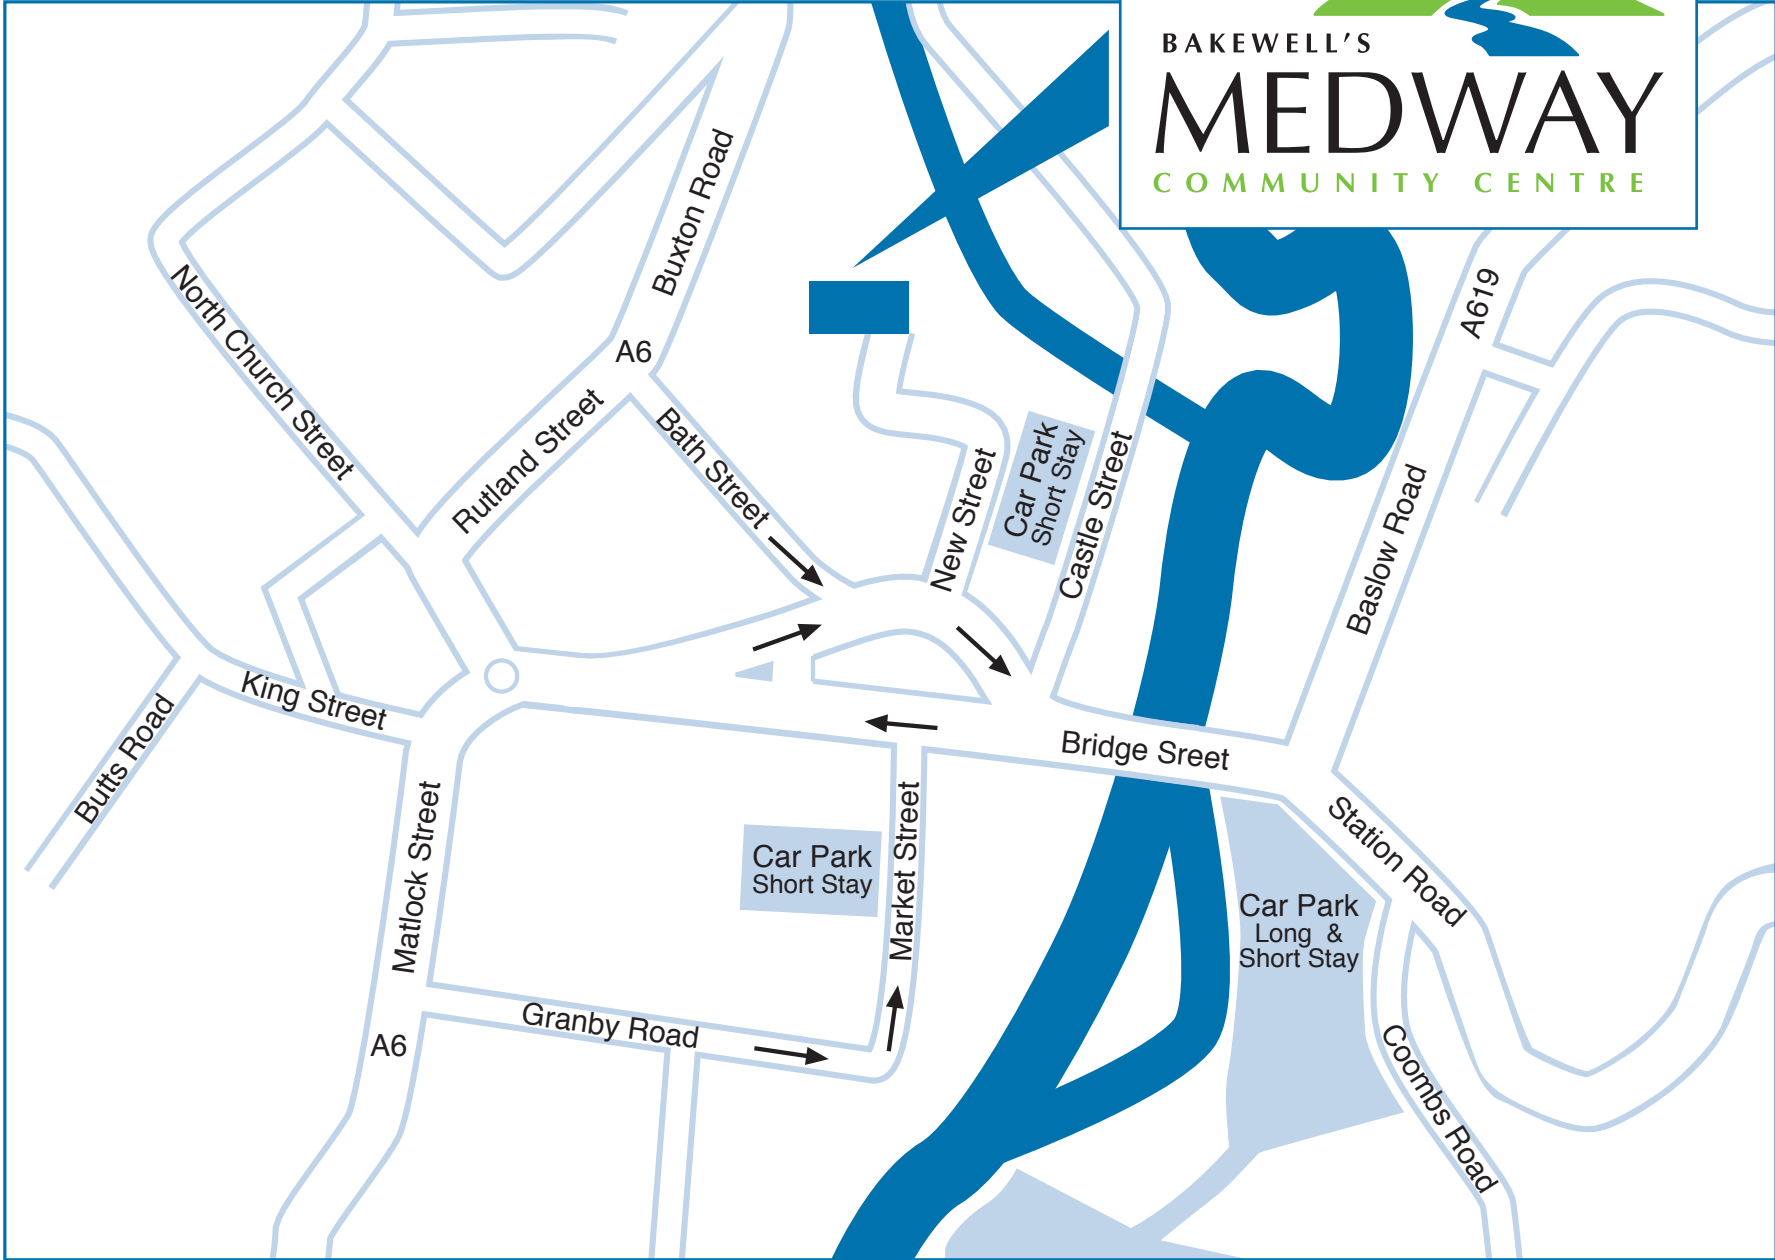 BAKEWELL'S
MEDWAY
COMMUNITY CENTRE
Buxton Road
North Church Street
A6
A619
Rutland Street
Bath Street
New Street
Car Park
Short Stay
Castle Street
Baslow Road
King Street
Butts Road
Bridge Sreet
Matlock Street
Car Park
Short Stay
Market Street
Station Road
Car Park
Long &
Short Stay
Granby Road
A6
Coombs Road